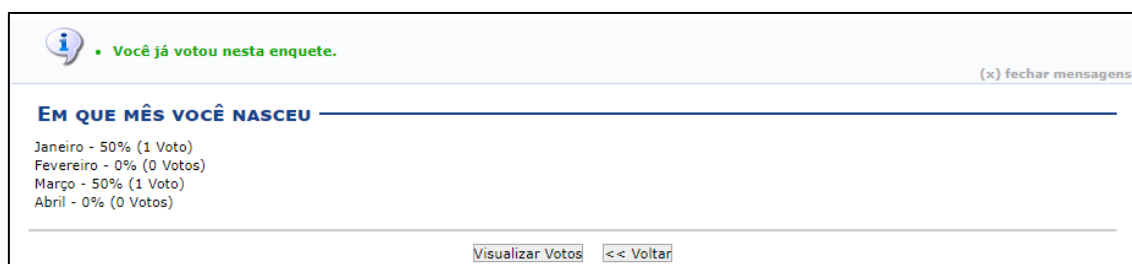 • Você já votou nesta enquete.
(x) fechar mensagens
EM QUE MÊS VOCÊ NASCEU
Janeiro - 50% (1 Voto)
Fevereiro - 0% (0 Votos)
Março - 50% (1 Voto)
Abril - 0% (0 Votos)
Visualizar Votos << Voltar